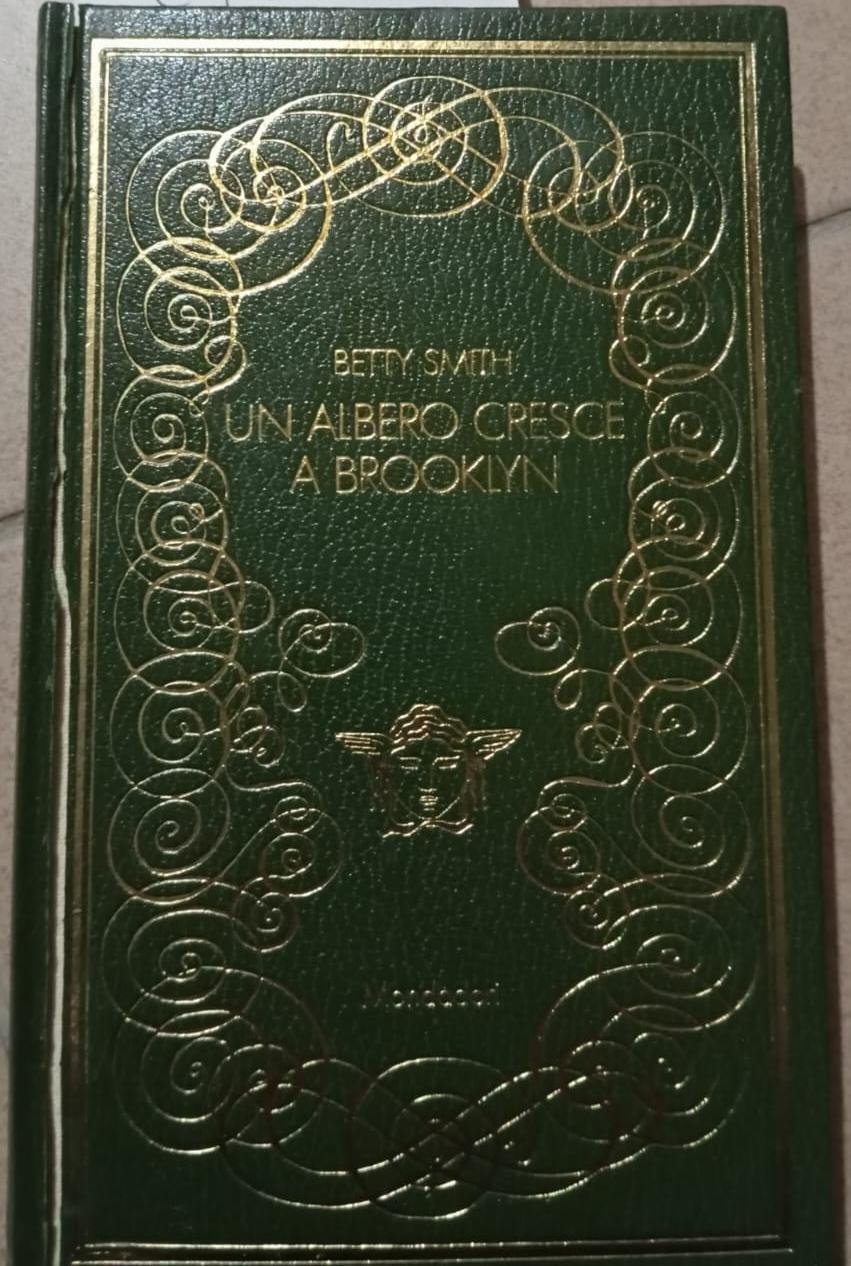 BETTY SMITH
UN ALBERO CRESCE
A BROOKLYN
Mondadori